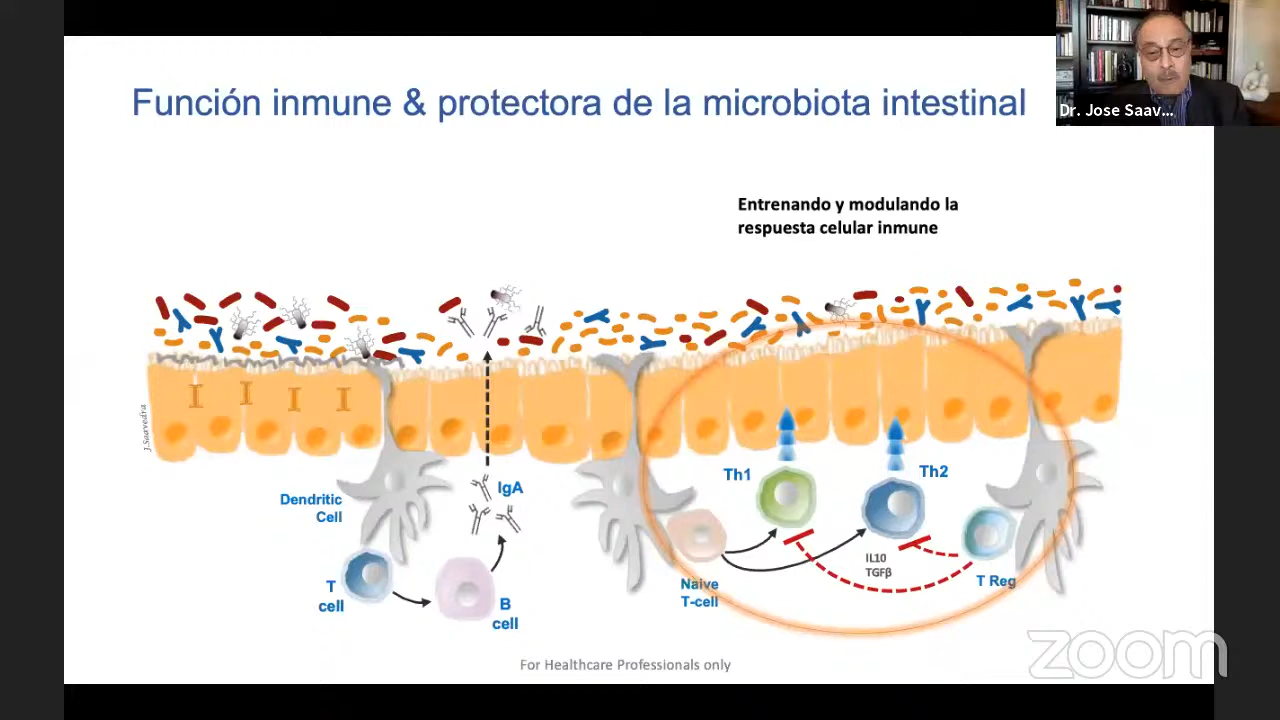 Función inmune & protectora de la microbiota intestinal
Dr. Jose Saav...
Entrenando y modulando la
respuesta celular inmune
J.Saavedra
Dendritic
Cell
IgA
T
cell
B
cell
Th1
Th2
Naive
T-cell
IL10
TGFβ
T Reg
For Healthcare Professionals only
zoom